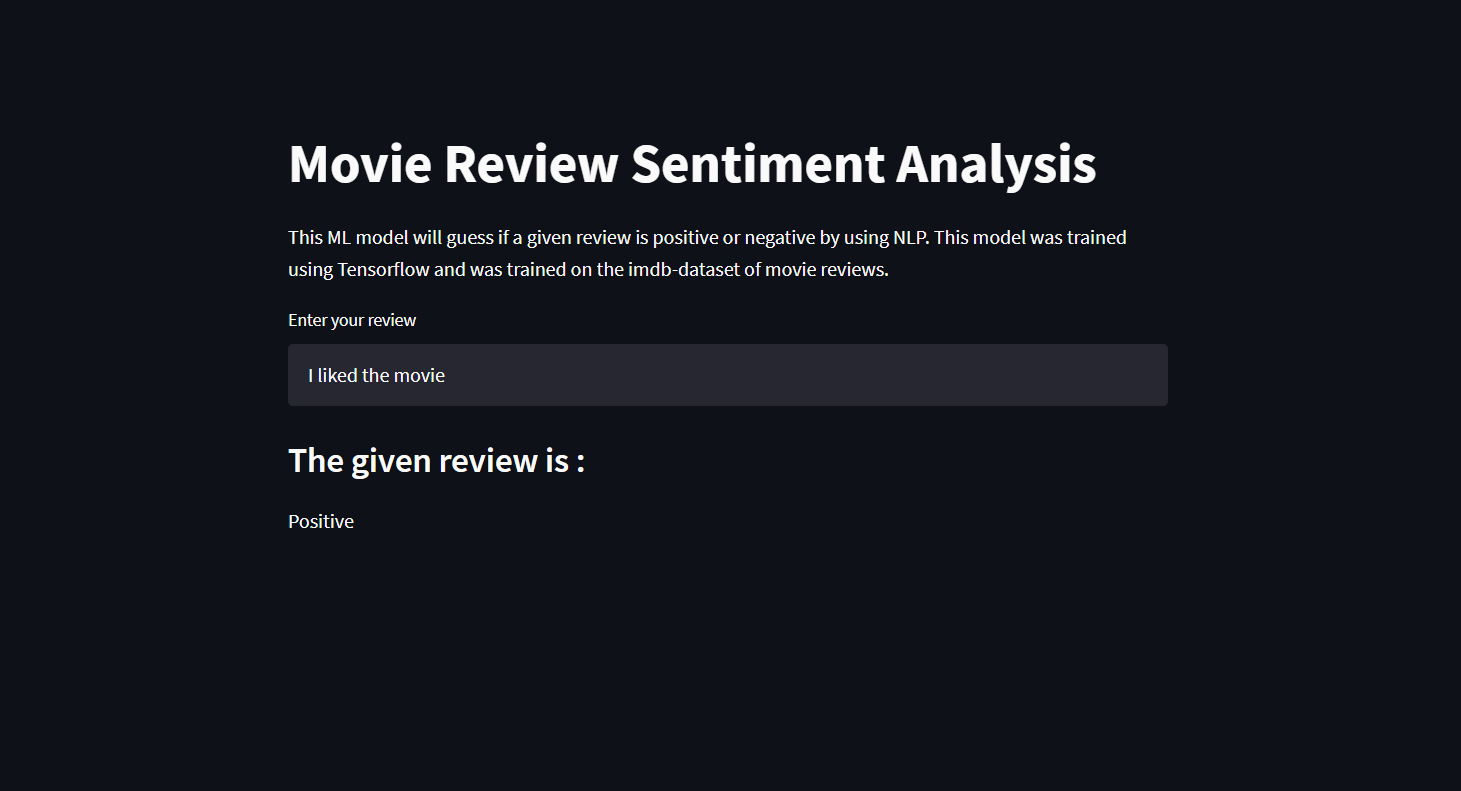 Movie Review Sentiment Analysis
This ML model will guess if a given review is positive or negative by using NLP. This model was trained
using Tensorflow and was trained on the imdb-dataset of movie reviews.
Enter your review
I liked the movie
The given review is :
Positive